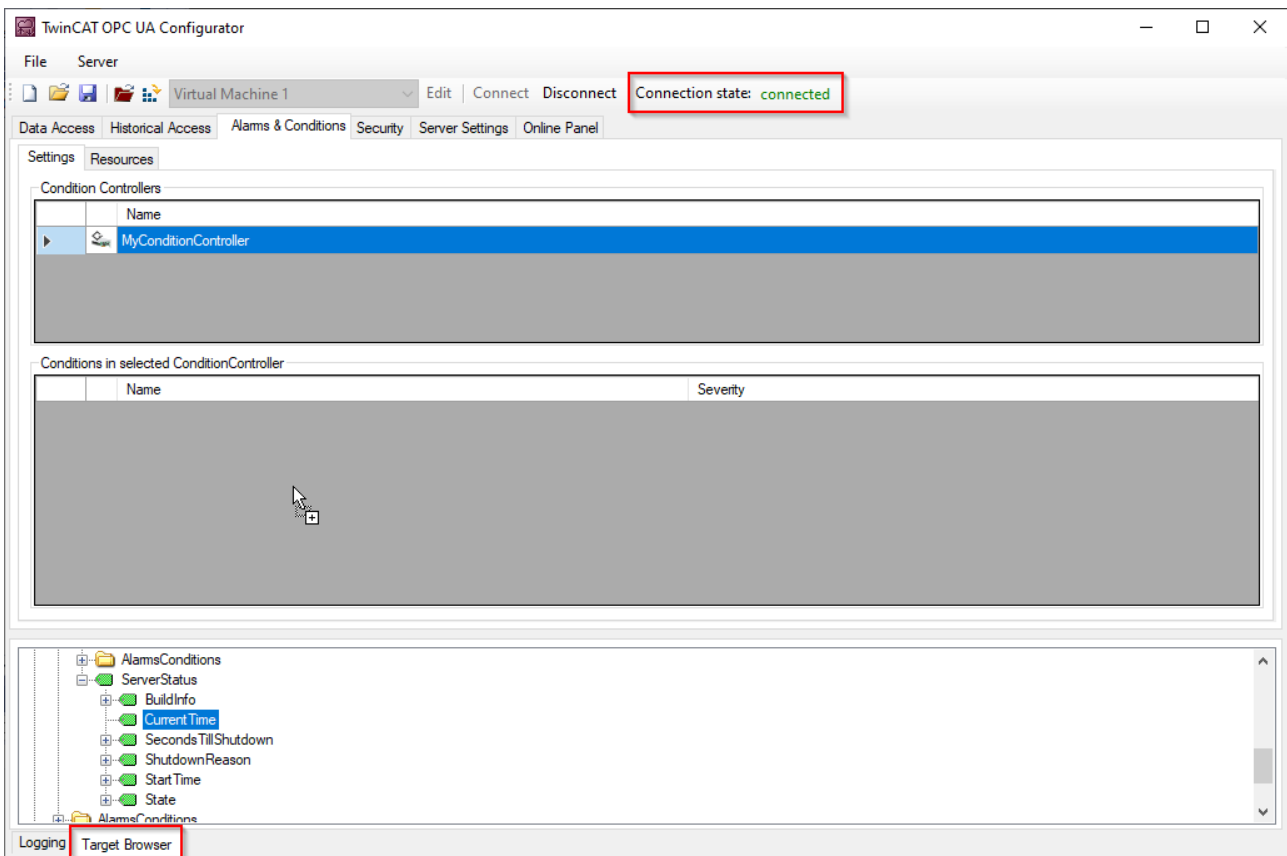 TwinCAT OPC UA Configurator
File Server
Virtual Machine 1 Edit Connect Disconnect Connection state: connected
Data Access Historical Access Alarms & Conditions Security Server Settings Online Panel
Settings Resources
Condition Controllers
Name
MyConditionController
Conditions in selected ConditionController
Name Severity
AlarmsConditions
ServerStatus
BuildInfo
CurrentTime
SecondsTillShutdown
ShutdownReason
StartTime
State
AlarmsConditions
Logging Target Browser